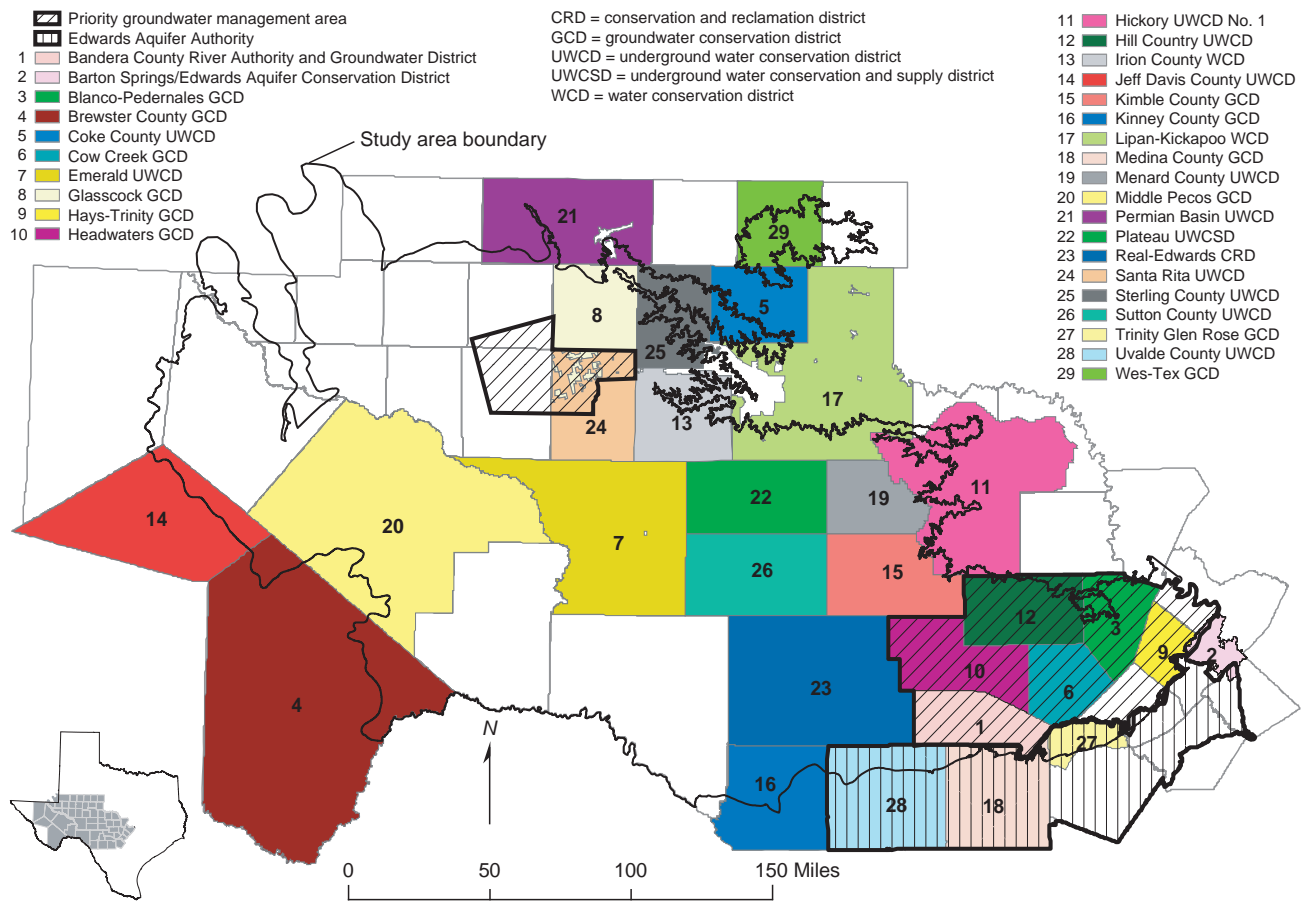 Priority groundwater management area
Edwards Aquifer Authority
1 Bandera County River Authority and Groundwater District
2 Barton Springs/Edwards Aquifer Conservation District
3 Blanco-Pedernales GCD
4 Brewster County GCD
5 Coke County UWCD
6 Cow Creek GCD
7 Emerald UWCD
8 Glasscock GCD
9 Hays-Trinity GCD
10 Headwaters GCD
CRD = conservation and reclamation district
GCD = groundwater conservation district
UWCD = underground water conservation district
UWCSD = underground water conservation and supply district
WCD = water conservation district
11 Hickory UWCD No. 1
12 Hill Country UWCD
13 Irion County WCD
14 Jeff Davis County UWCD
15 Kimble County GCD
16 Kinney County GCD
17 Lipan-Kickapoo WCD
18 Medina County GCD
19 Menard County UWCD
20 Middle Pecos GCD
21 Permian Basin UWCD
22 Plateau UWCSD
23 Real-Edwards CRD
24 Santa Rita UWCD
25 Sterling County UWCD
26 Sutton County UWCD
27 Trinity Glen Rose GCD
28 Uvalde County UWCD
29 Wes-Tex GCD
Study area boundary
21
29
8
5
25
17
24
13
11
22
19
14
20
7
26
15
12
3
9
2
10
6
23
4
1
27
16
28
18
N
0 50 100 150 Miles